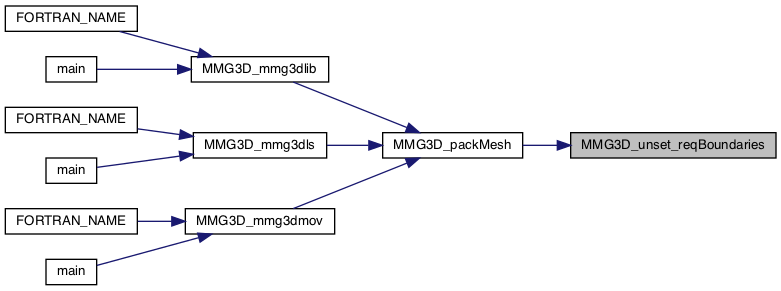 FORTRAN_NAME
main
MMG3D_mmg3dlib
FORTRAN_NAME
main
MMG3D_mmg3dls
MMG3D_packMesh
MMG3D_unset_reqBoundaries
FORTRAN_NAME
main
MMG3D_mmg3dmov